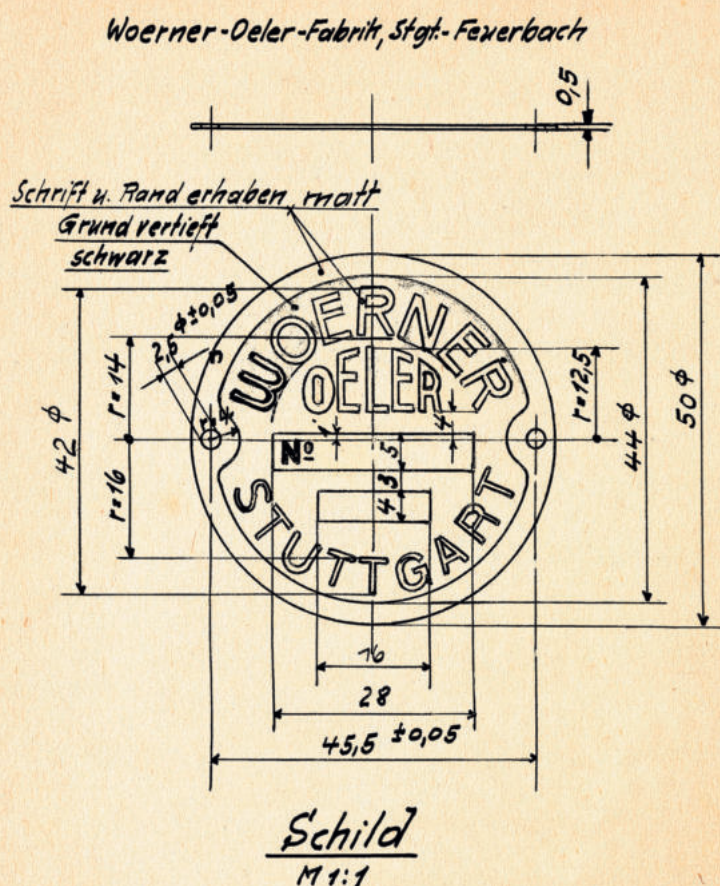 Woerner-Oeler-Fabrik, Stgt.-Feuerbach
0,5
Schrift u. Rand erhaben matt
Grund vertieft
schwarz
2,5 ϕ ±0,05
3
r=4
WOERNER
OELER
42 ϕ
r=14
r=16
r=12,5
44 ϕ
50 ϕ
1
4
No
5
3
4
STUTTGART
16
28
45,5 ±0,05
Schild
M 1:1